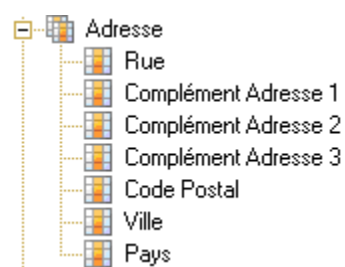 Adresse
Rue
Complément Adresse 1
Complément Adresse 2
Complément Adresse 3
Code Postal
Ville
Pays